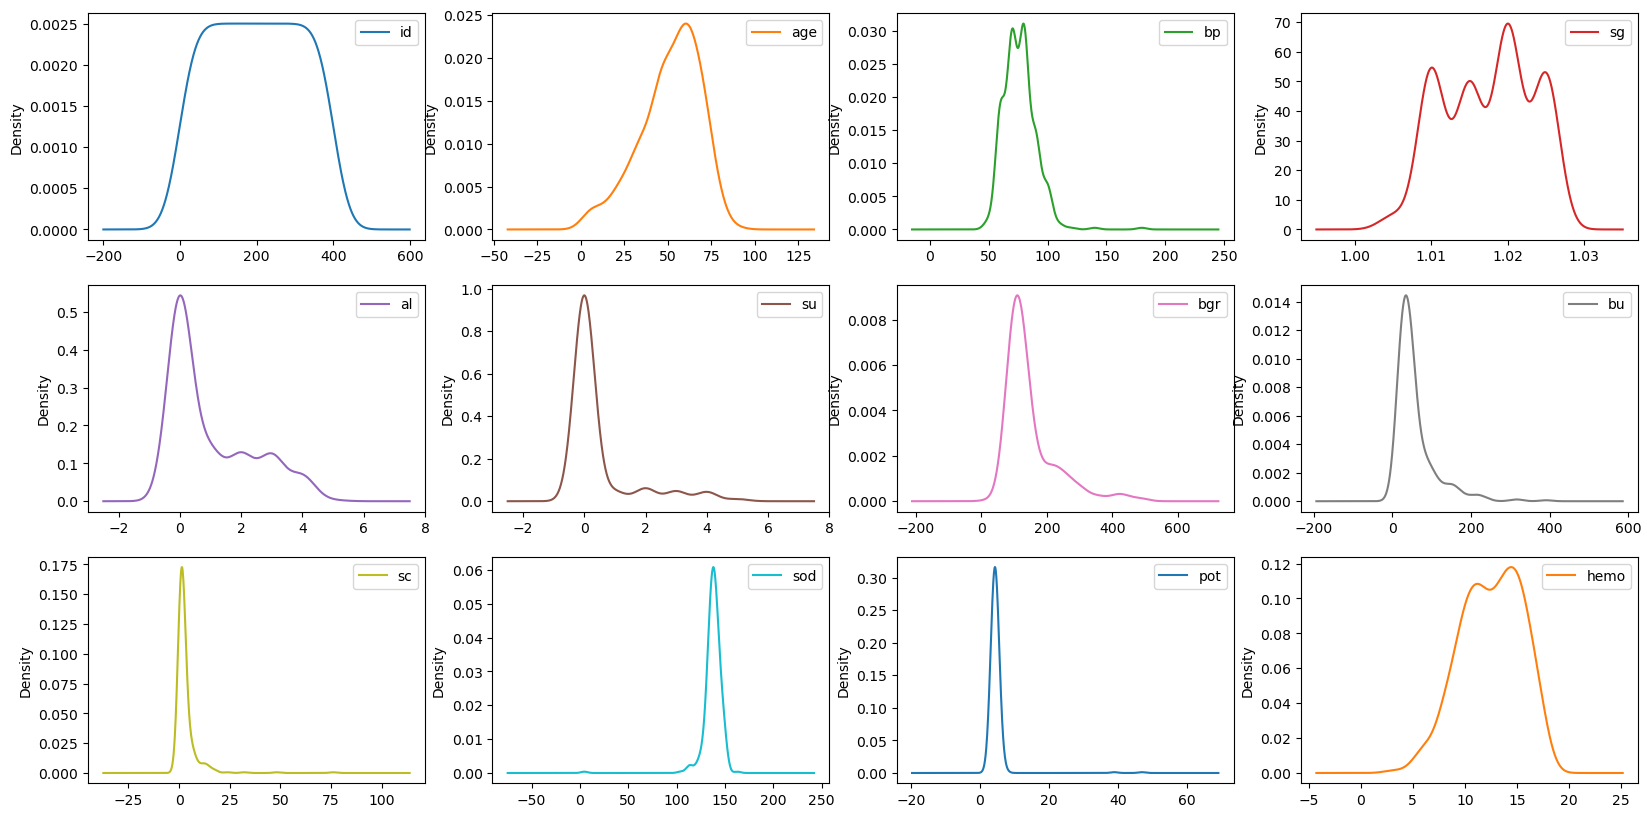 id
0.0025
0.0020
0.0015
0.0010
0.0005
0.0000
Density
−200 0 200 400 600
age
0.025
0.020
0.015
0.010
0.005
0.000
Density
−50 −25 0 25 50 75 100 125
bp
0.030
0.025
0.020
0.015
0.010
0.005
0.000
Density
0 50 100 150 200 250
sg
70
60
50
40
30
20
10
0
Density
1.00 1.01 1.02 1.03
al
0.5
0.4
0.3
0.2
0.1
0.0
Density
−2 0 2 4 6 8
su
1.0
0.8
0.6
0.4
0.2
0.0
Density
−2 0 2 4 6 8
bgr
0.008
0.006
0.004
0.002
0.000
Density
−200 0 200 400 600
bu
0.014
0.012
0.010
0.008
0.006
0.004
0.002
0.000
Density
−200 0 200 400 600
sc
0.175
0.150
0.125
0.100
0.075
0.050
0.025
0.000
Density
−25 0 25 50 75 100
sod
0.06
0.05
0.04
0.03
0.02
0.01
0.00
Density
−50 0 50 100 150 200 250
pot
0.30
0.25
0.20
0.15
0.10
0.05
0.00
Density
−20 0 20 40 60
hemo
0.12
0.10
0.08
0.06
0.04
0.02
0.00
Density
−5 0 5 10 15 20 25